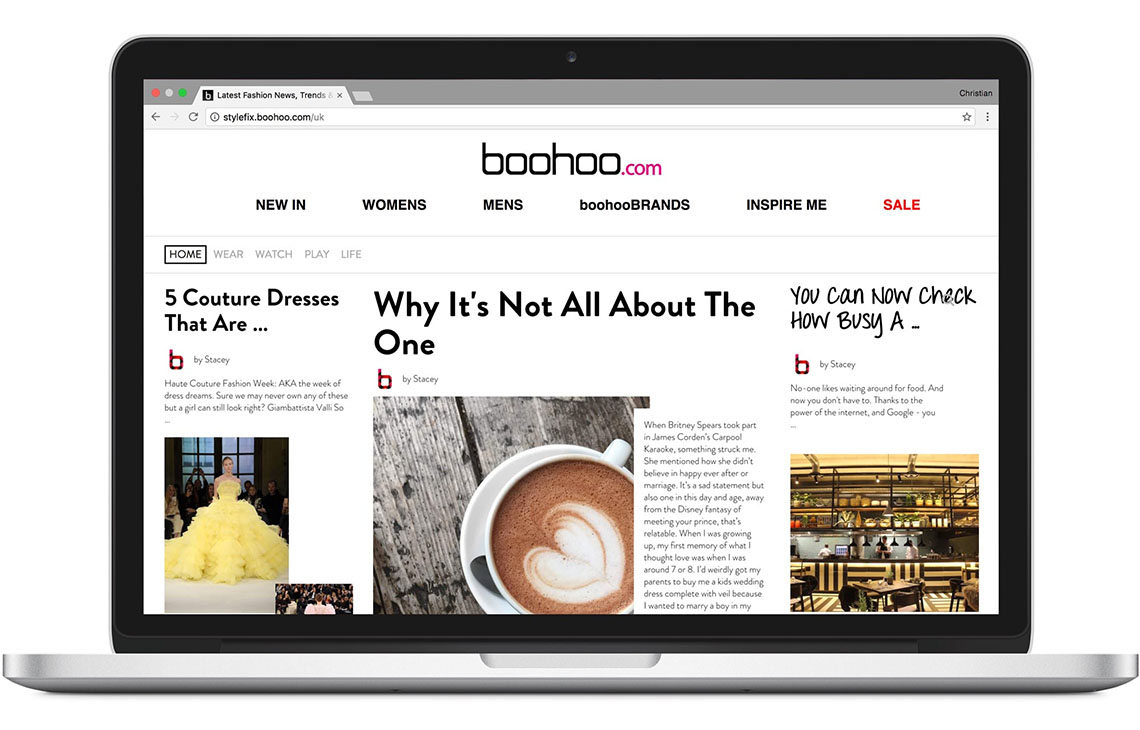 Latest Fashion News, Trends &
Christian
stylefix.boohoo.com/uk
boohoo.com
NEW IN WOMENS MENS boohooBRANDS INSPIRE ME SALE
HOME WEAR WATCH PLAY LIFE
5 Couture Dresses
That Are ...
b by Stacey
Haute Couture Fashion Week: AKA the week of
dress dreams. Sure we may never own any of these
but a girl can still look right? Giambattista Valli So
...
Why It's Not All About The
One
b by Stacey
When Britney Spears took part
in James Corden's Carpool
Karaoke, something struck me.
She mentioned how she didn't
believe in happy ever after or
marriage. It's a sad statement but
also one in this day and age, away
from the Disney fantasy of
meeting your prince, that's
relatable. When I was growing
up, my first memory of what I
thought love was when I was
around 7 or 8. I'd weirdly got my
parents to buy me a kids wedding
dress complete with veil because
I wanted to marry a boy in my
You Can Now Check
How Busy A ...
b by Stacey
No-one likes waiting around for food. And
now you don't have to. Thanks to the
power of the internet, and Google - you
...